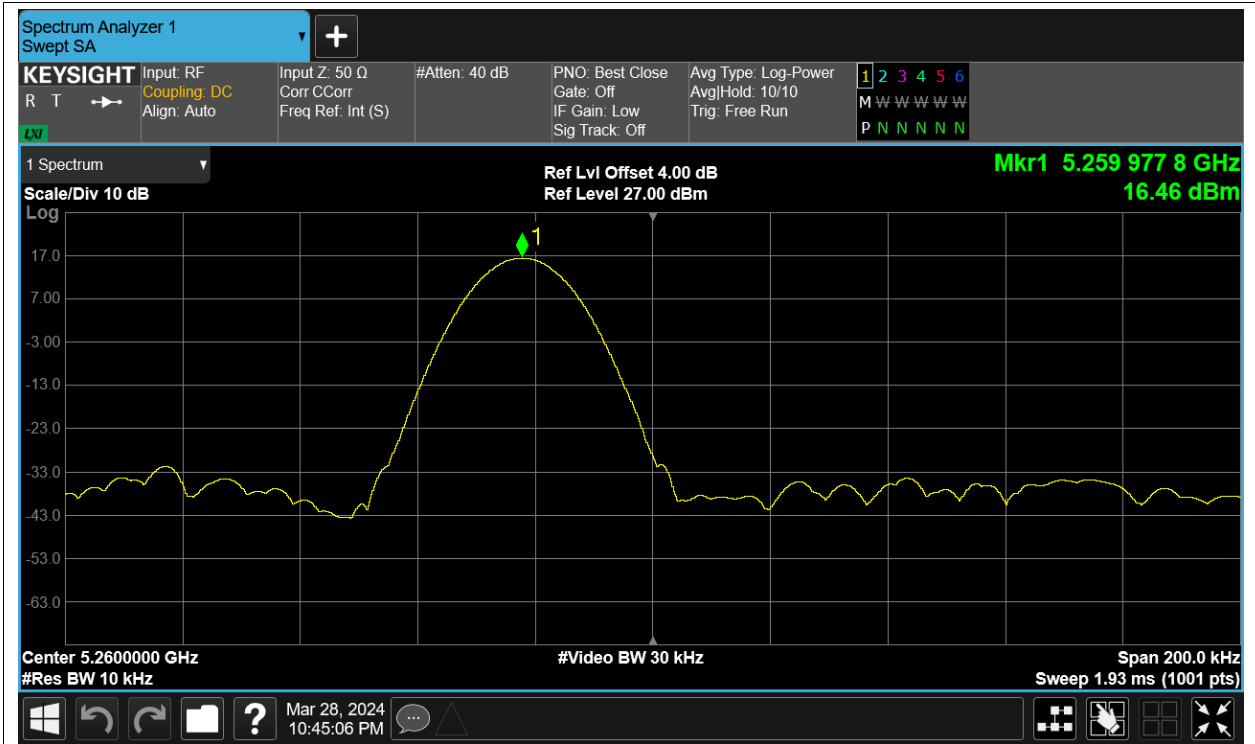 Spectrum Analyzer 1
Swept SA
+
KEYSIGHT
R T
LXI
Input: RF
Coupling: DC
Align: Auto
Input Z: 50 Ω
Corr CCorr
Freq Ref: Int (S)
#Atten: 40 dB
PNO: Best Close
Gate: Off
IF Gain: Low
Sig Track: Off
Avg Type: Log-Power
Avg|Hold: 10/10
Trig: Free Run
1 2 3 4 5 6
M W W W W W
P N N N N N
1 Spectrum
Scale/Div 10 dB
Log
Ref Lvl Offset 4.00 dB
Ref Level 27.00 dBm
Mkr1 5.259 977 8 GHz
16.46 dBm
1
17.0
7.00
-3.00
-13.0
-23.0
-33.0
-43.0
-53.0
-63.0
Center 5.2600000 GHz
#Res BW 10 kHz
#Video BW 30 kHz
Span 200.0 kHz
Sweep 1.93 ms (1001 pts)
?
Mar 28, 2024
10:45:06 PM